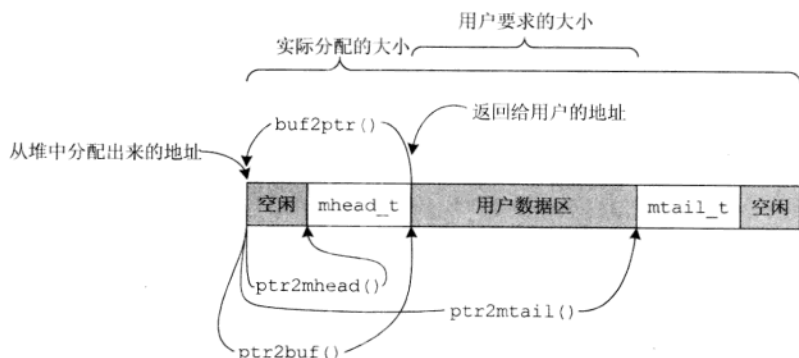 用户要求的大小
实际分配的大小
buf2ptr()
返回给用户的地址
从堆中分配出来的地址
空闲 mhead_t 用户数据区 mtail_t 空闲
ptr2mhead()
ptr2mtail()
ptr2buf()